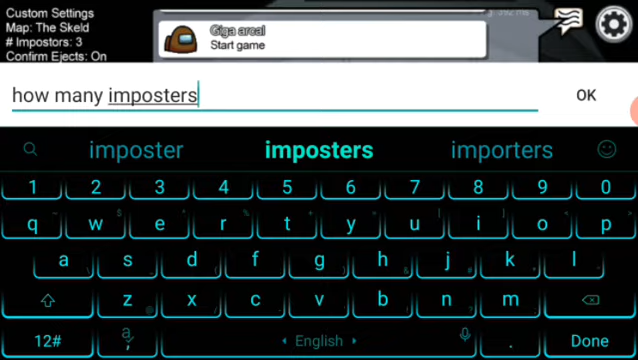 Custom Settings
Map: The Skeld
# Impostors: 3
Confirm Ejects: On
Giga aroal
Start game
how many imposters
OK
imposter imposters importers
1 2 3 4 5 6 7 8 9 0
q w e r t y u i o p
a s d f g h j k l
z x c v b n m
12# English . Done